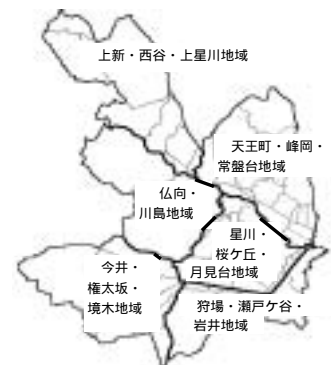 上新・西谷・上星川地域
天王町・峰岡・
常盤台地域
仏向・
川島地域
星川・
桜ケ丘・
月見台地域
今井・
権太坂・
境木地域
狩場・瀬戸ケ谷・
岩井地域